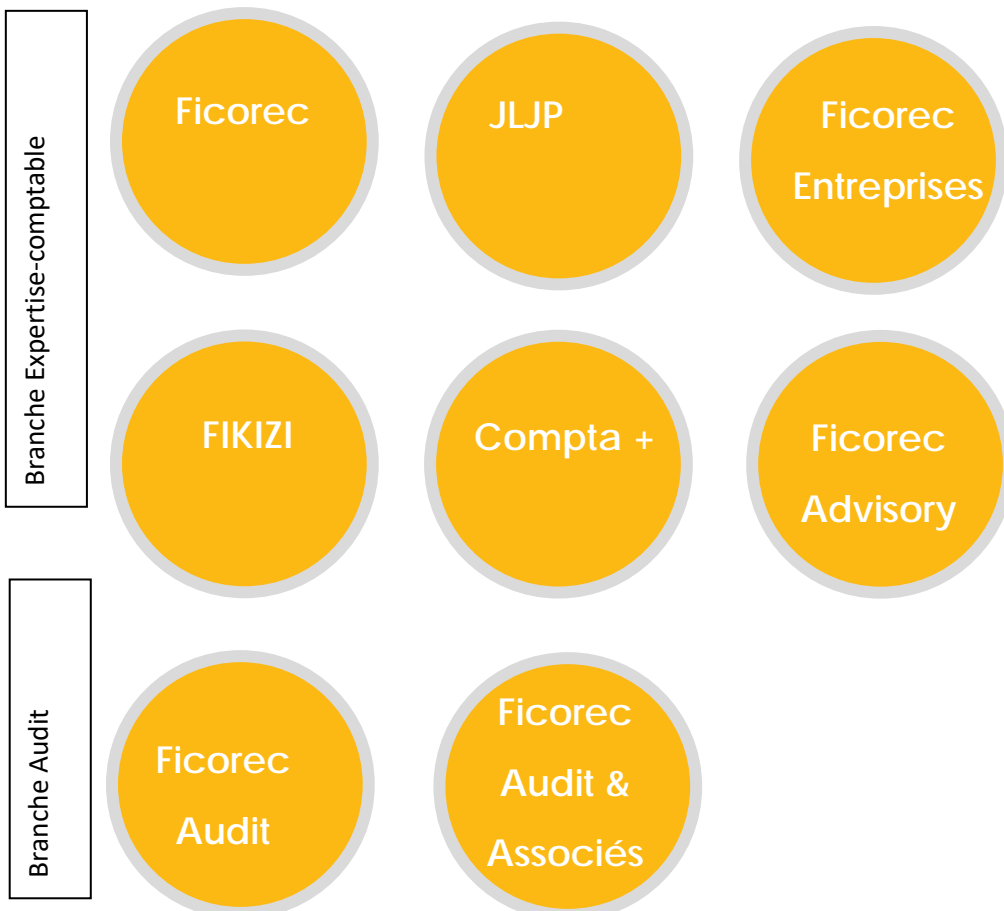 Branche Expertise-comptable
Ficorec
JLJP
Ficorec
Entreprises
FIKIZI
Compta +
Ficorec
Advisory
Branche Audit
Ficorec
Audit
Ficorec
Audit &
Associés